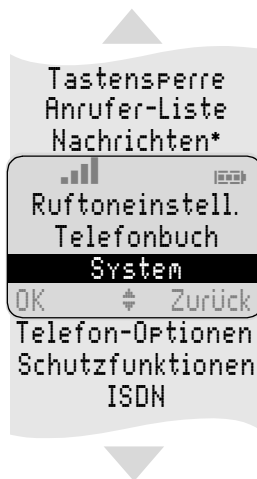 Tastensperre
Anrufer-Liste
Nachrichten*
Ruftoneinstell.
Telefonbuch
System
OK Zurück
Telefon-Optionen
Schutzfunktionen
ISDN